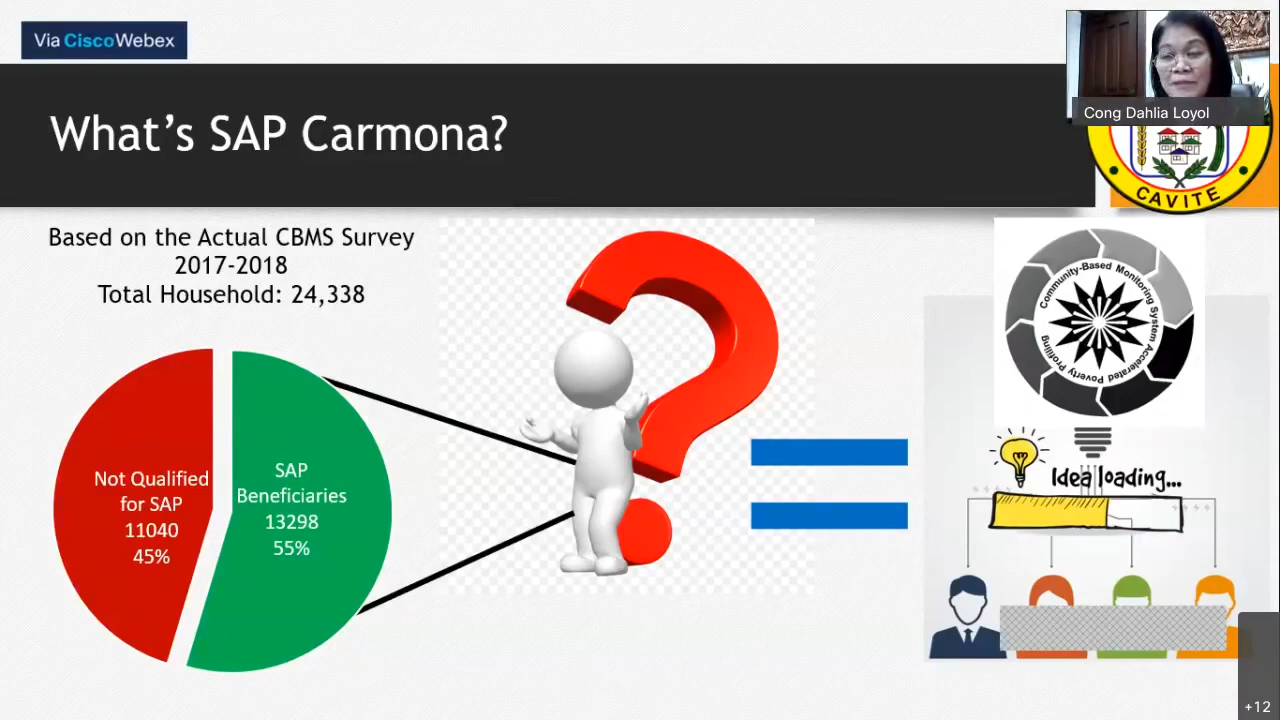 Via CiscoWebex
Cong Dahlia Loyol
What's SAP Carmona?
CAVITE
Based on the Actual CBMS Survey
2017-2018
Total Household: 24,338
Not Qualified
for SAP
11040
45%
SAP
Beneficiaries
13298
55%
Community-Based Monitoring System Accelerated Poverty Profiling
Idea loading...
+12